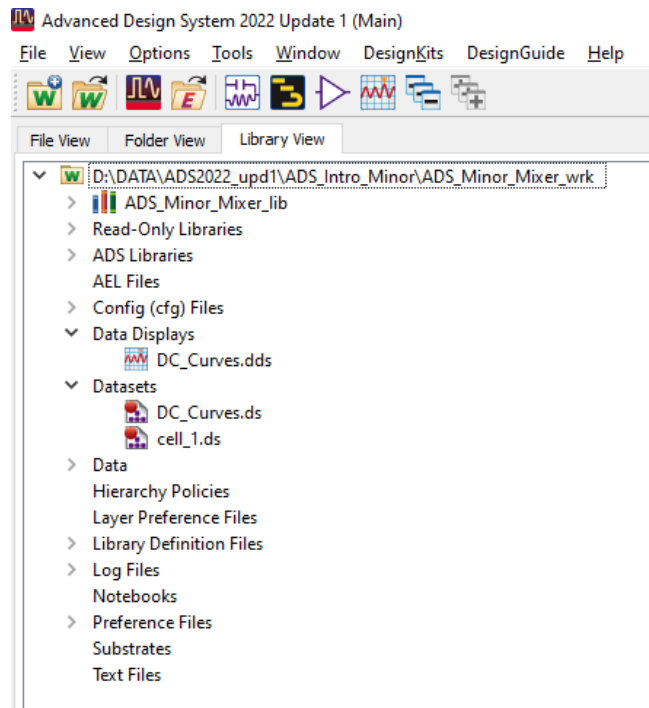 Advanced Design System 2022 Update 1 (Main)
File View Options Tools Window DesignKits DesignGuide Help
W W E
File View Folder View Library View
W D:\DATA\ADS2022_upd1\ADS_Intro_Minor\ADS_Minor_Mixer_wrk
ADS_Minor_Mixer_lib
Read-Only Libraries
ADS Libraries
AEL Files
Config (cfg) Files
Data Displays
DC_Curves.dds
Datasets
DC_Curves.ds
cell_1.ds
Data
Hierarchy Policies
Layer Preference Files
Library Definition Files
Log Files
Notebooks
Preference Files
Substrates
Text Files